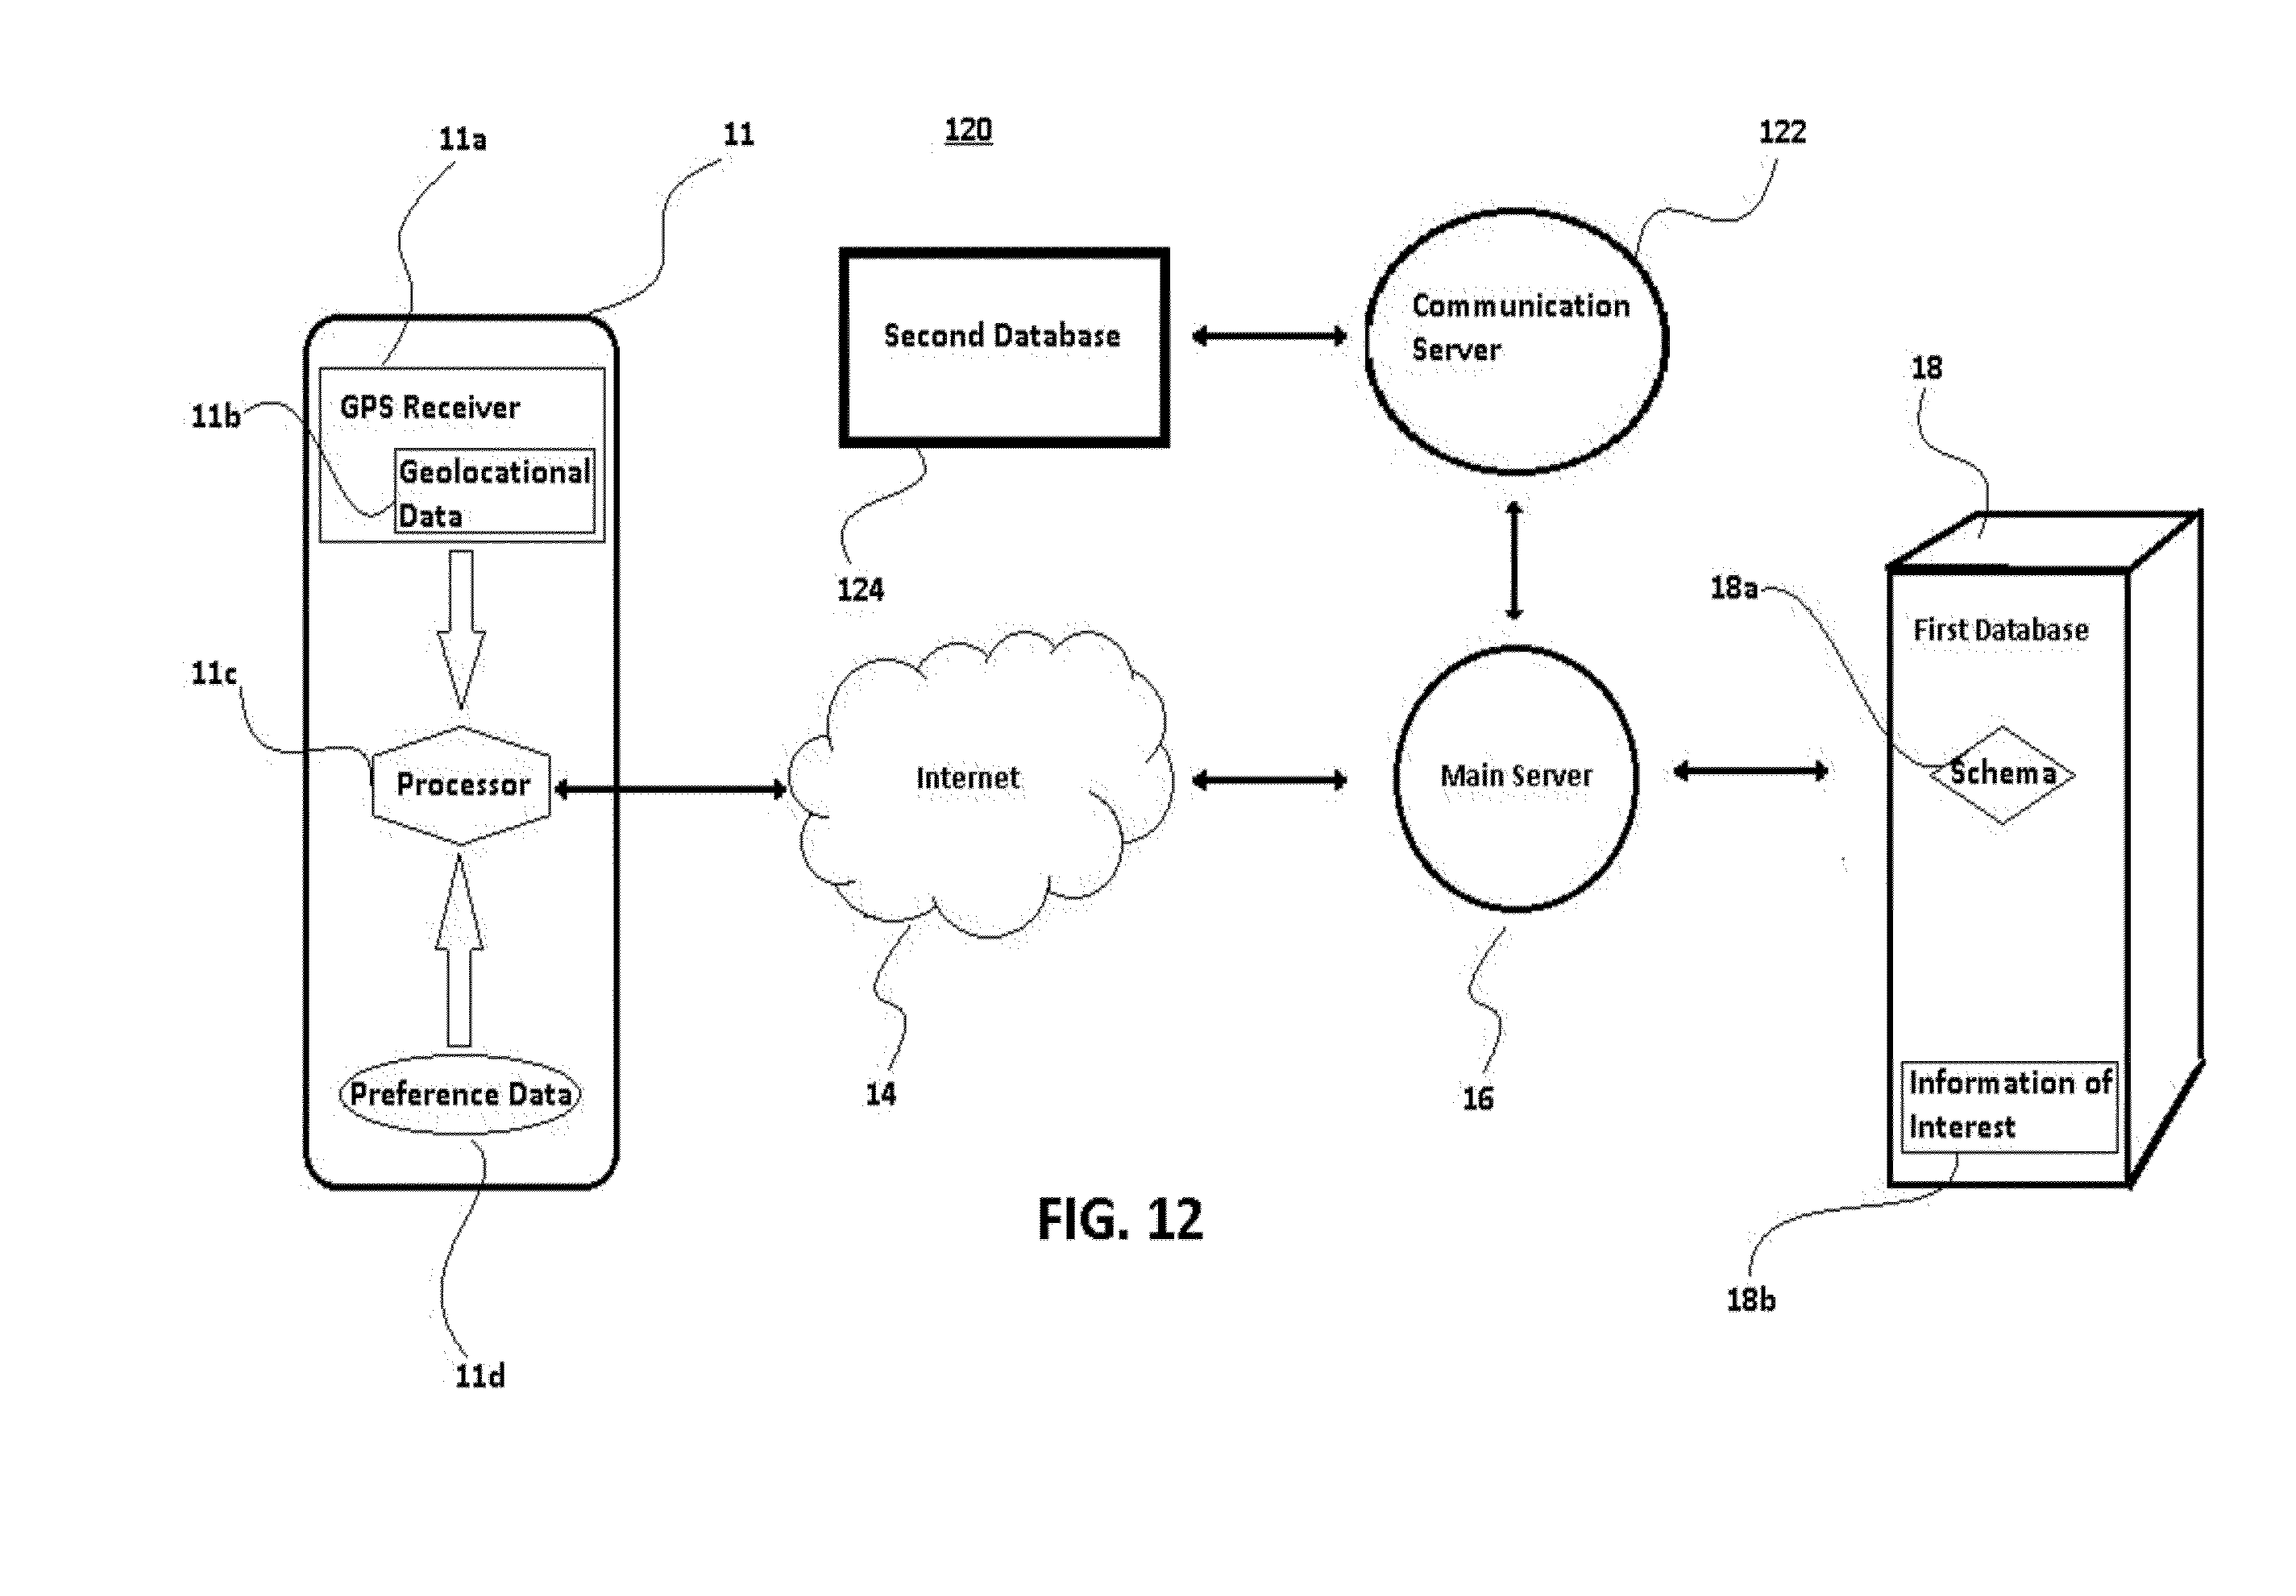 120
11a
11
122
Second Database
Communication
Server
18
GPS Receiver
11b
Geolocational
Data
124
18a
First Database
11c
Processor
Internet
Main Server
Schema
Preference Data
14
16
Information of
Interest
FIG. 12
18b
11d